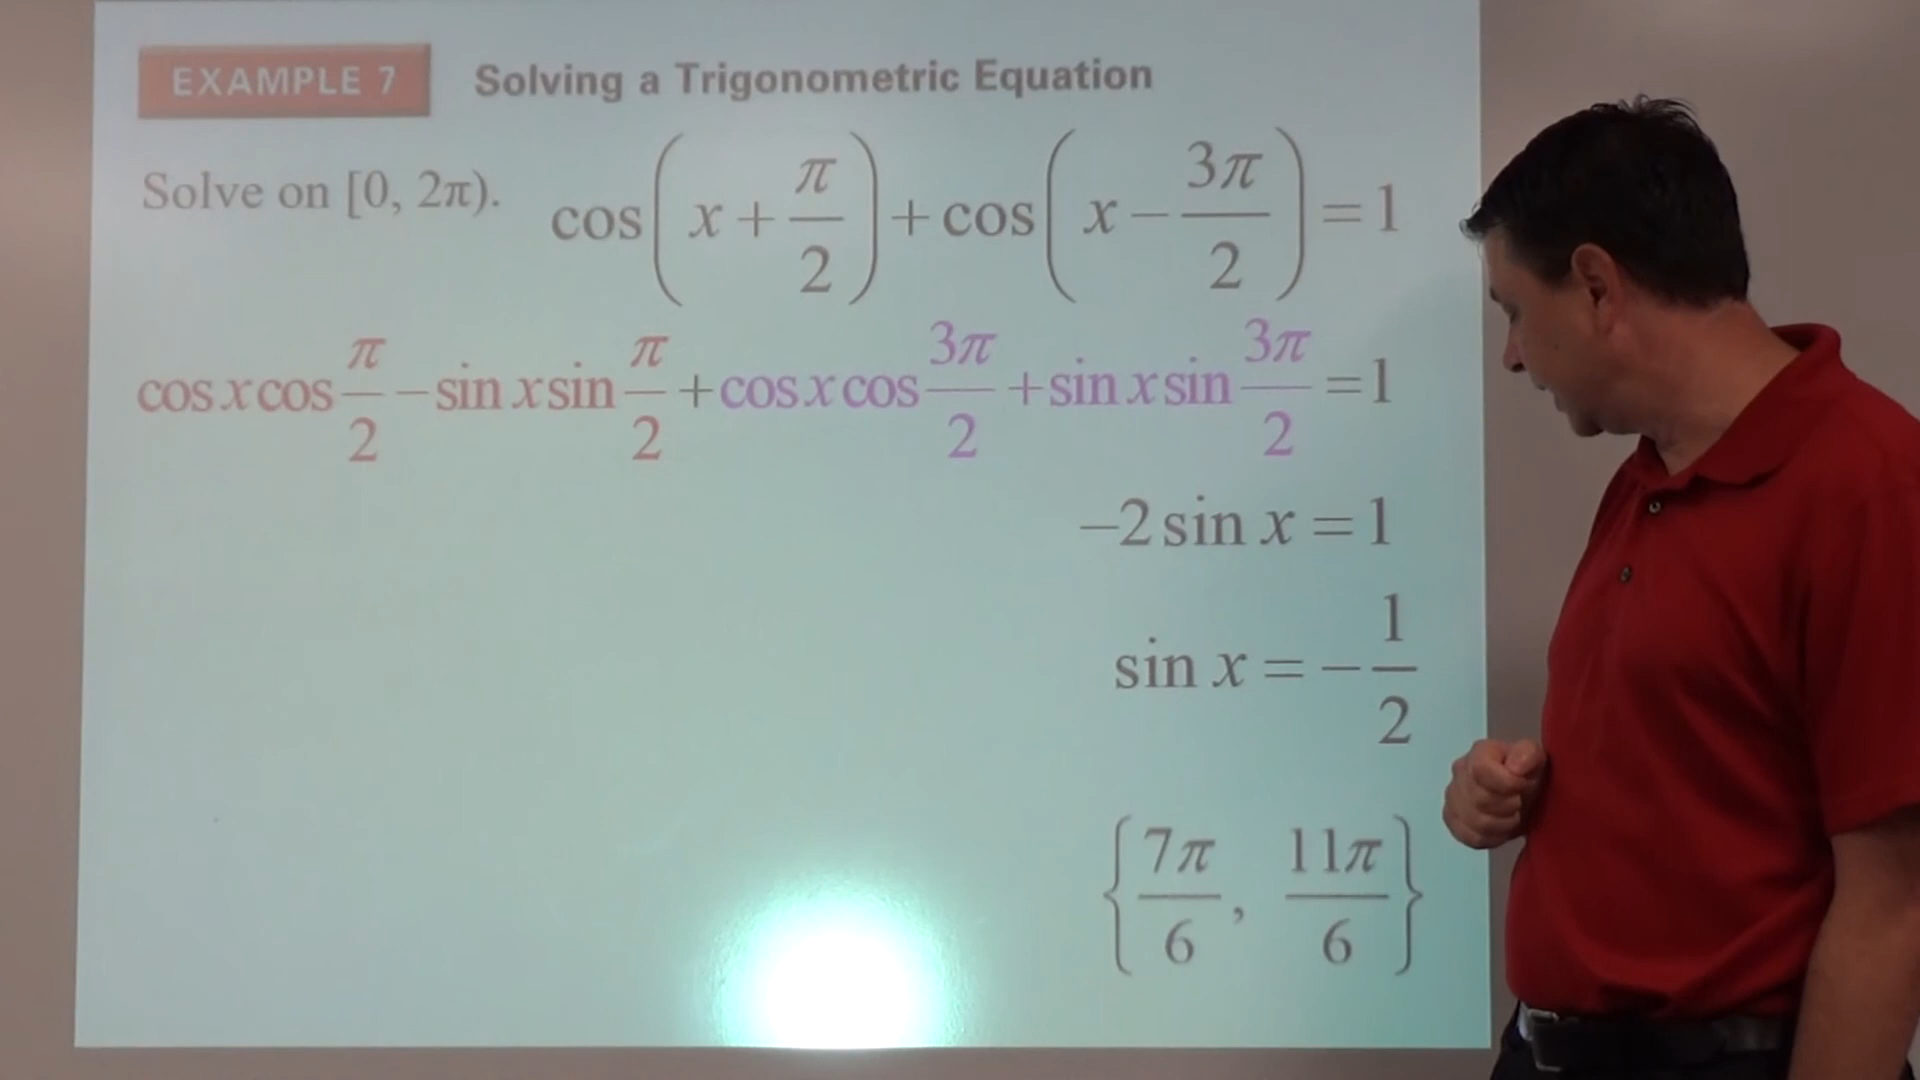 EXAMPLE 7 Solving a Trigonometric Equation
Solve on [0, 2π). cos(x + π/2) + cos(x − 3π/2) = 1
cos x cos π/2 − sin x sin π/2 + cos x cos 3π/2 + sin x sin 3π/2 = 1
−2 sin x = 1
sin x = − 1/2
{7π/6, 11π/6}